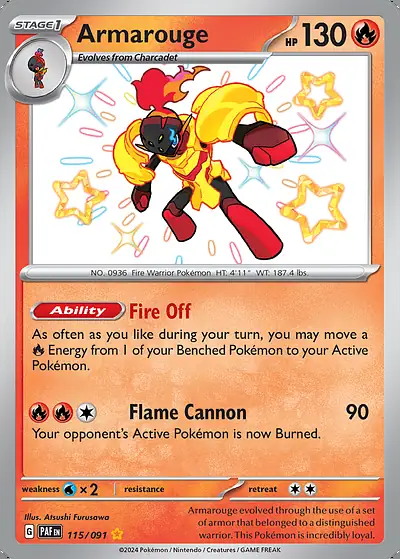 STAGE 1
Armarouge
HP 130
Evolves from Charcadet
NO. 0936 Fire Warrior Pokémon HT: 4'11" WT: 187.4 lbs.
Ability Fire Off
As often as you like during your turn, you may move a
Energy from 1 of your Benched Pokémon to your Active
Pokémon.
Flame Cannon 90
Your opponent's Active Pokémon is now Burned.
weakness ×2 resistance retreat
Illus. Atsushi Furusawa
G PAF EN 115/091
Armarouge evolved through the use of a set
of armor that belonged to a distinguished
warrior. This Pokémon is incredibly loyal.
©2024 Pokémon / Nintendo / Creatures / GAME FREAK